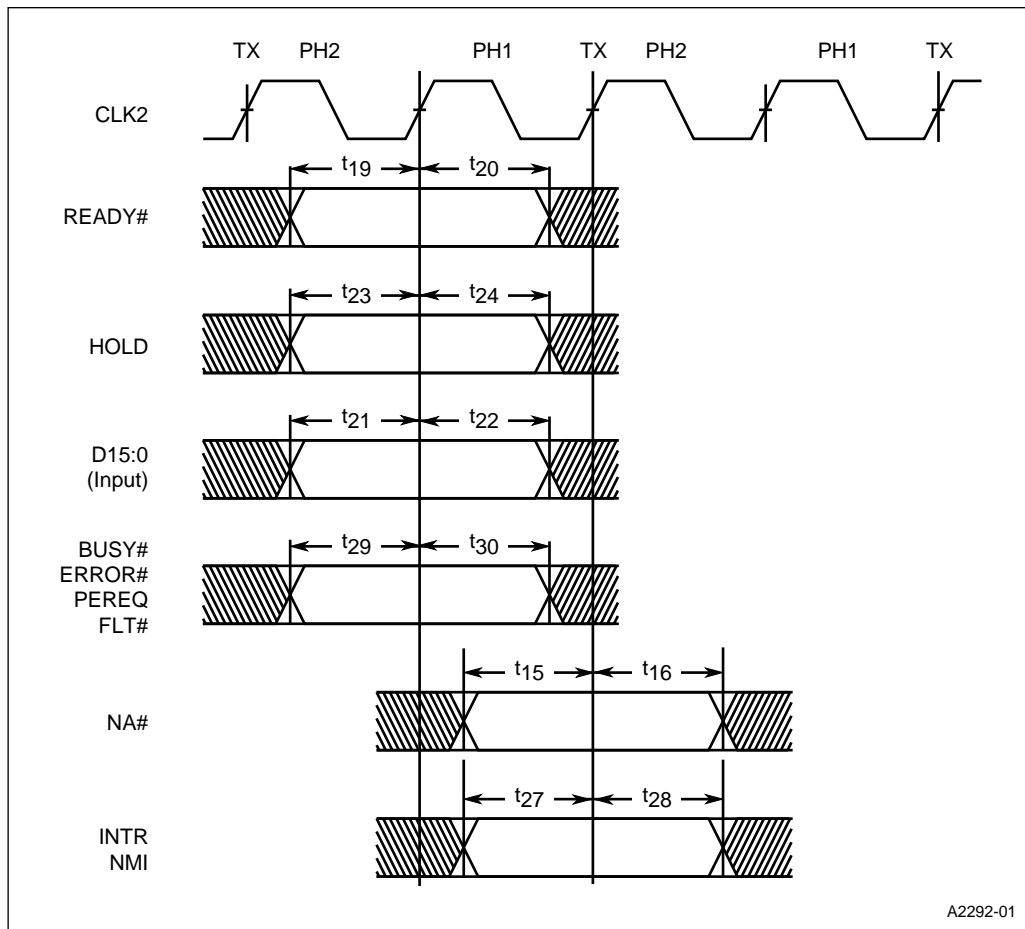 TX PH2 PH1 TX PH2 PH1 TX
CLK2
t19 t20
READY#
t23 t24
HOLD
t21 t22
D15:0
(Input)
t29 t30
BUSY#
ERROR#
PEREQ
FLT#
t15 t16
NA#
t27 t28
INTR
NMI
A2292-01